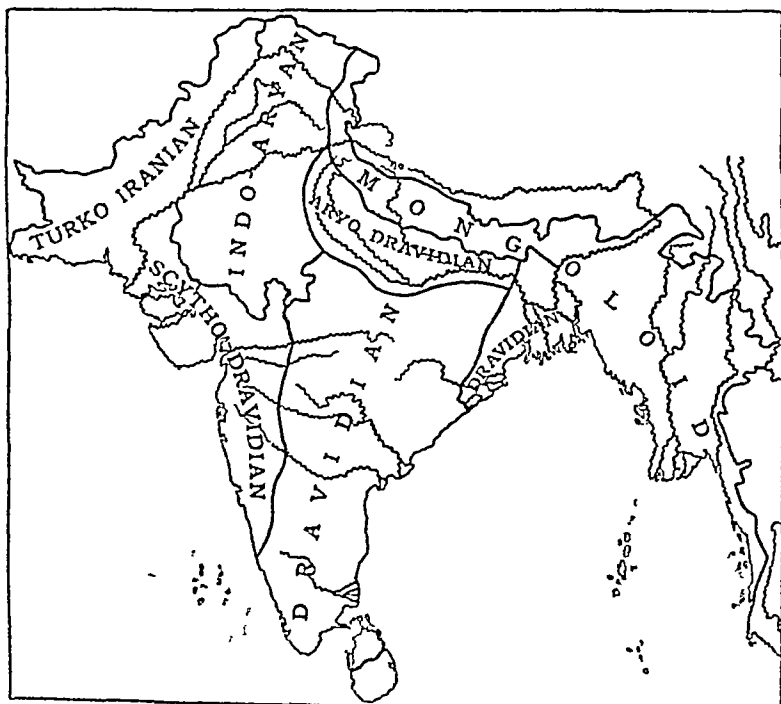 TURKO IRANIAN
INDO ARYAN
MONGOLOID
ARYO DRAVIDIAN
SCYTHO DRAVIDIAN
DRAVIDIAN
DRAVIDIAN